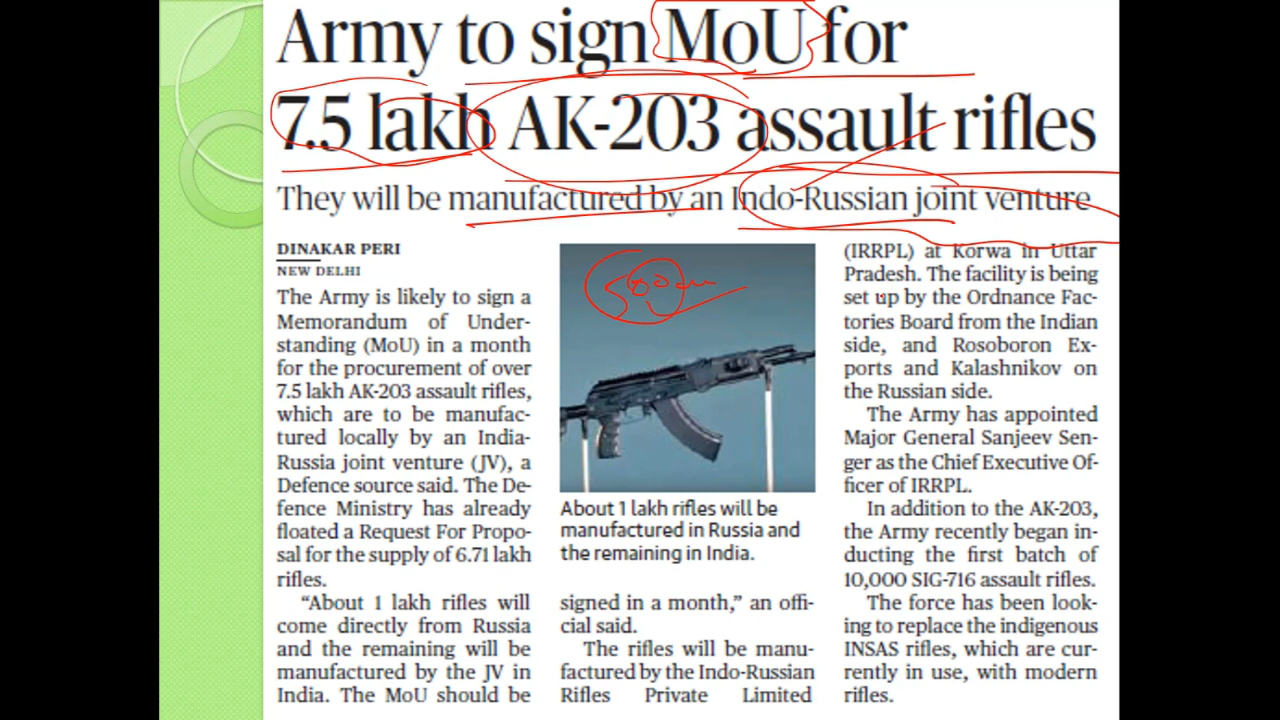 Army to sign MoU for
7.5 lakh AK-203 assault rifles
They will be manufactured by an Indo-Russian joint venture
DINAKAR PERI
NEW DELHI
The Army is likely to sign a
Memorandum of Under-
standing (MoU) in a month
for the procurement of over
7.5 lakh AK-203 assault rifles,
which are to be manufac-
tured locally by an India-
Russia joint venture (JV), a
Defence source said. The De-
fence Ministry has already
floated a Request For Propo-
sal for the supply of 6.71 lakh
rifles.
"About 1 lakh rifles will
come directly from Russia
and the remaining will be
manufactured by the JV in
India. The MoU should be
About 1 lakh rifles will be
manufactured in Russia and
the remaining in India.
signed in a month," an offi-
cial said.
The rifles will be manu-
factured by the Indo-Russian
Rifles Private Limited
(IRRPL) at Korwa in Uttar
Pradesh. The facility is being
set up by the Ordnance Fac-
tories Board from the Indian
side, and Rosoboron Ex-
ports and Kalashnikov on
the Russian side.
The Army has appointed
Major General Sanjeev Sen-
ger as the Chief Executive Of-
ficer of IRRPL.
In addition to the AK-203,
the Army recently began in-
ducting the first batch of
10,000 SIG-716 assault rifles.
The force has been look-
ing to replace the indigenous
INSAS rifles, which are cur-
rently in use, with modern
rifles.